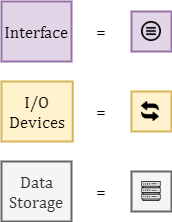 Interface =
I/O
Devices =
Data
Storage =